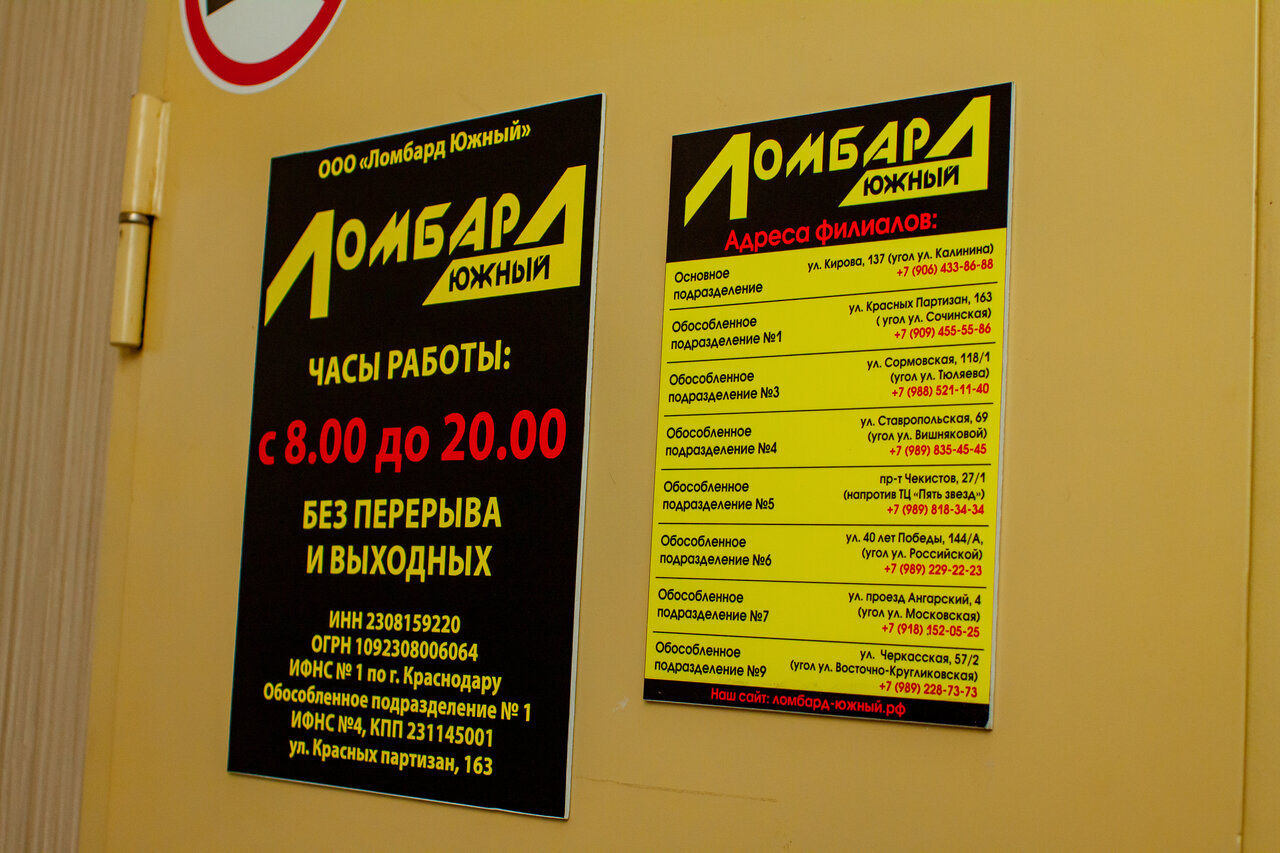 ООО «Ломбард Южный»
ЛОМБАРД
ЮЖНЫЙ
ЧАСЫ РАБОТЫ:
с 8.00 до 20.00
БЕЗ ПЕРЕРЫВА
И ВЫХОДНЫХ
ИНН 2308159220
ОГРН 1092308006064
ИФНС № 1 по г. Краснодару
Обособленное подразделение № 1
ИФНС №4, КПП 231145001
ул. Красных партизан, 163
ЛОМБАРД
ЮЖНЫЙ
Адреса филиалов:
Основное
подразделение
ул. Кирова, 137 (угол ул. Калинина)
+7 (906) 433-86-88
Обособленное
подразделение №1
ул. Красных Партизан, 163
( угол ул. Сочинская)
+7 (909) 455-55-86
Обособленное
подразделение №3
ул. Сормовская, 118/1
(угол ул. Тюляева)
+7 (988) 521-11-40
Обособленное
подразделение №4
ул. Ставропольская, 69
(угол ул. Вишняковой)
+7 (989) 835-45-45
Обособленное
подразделение №5
пр-т Чекистов, 27/1
(напротив ТЦ «Пять звезд»)
+7 (989) 818-34-34
Обособленное
подразделение №6
ул. 40 лет Победы, 144/А,
(угол ул. Российской)
+7 (989) 229-22-23
Обособленное
подразделение №7
ул. проезд Ангарский, 4
(угол ул. Московская)
+7 (918) 152-05-25
Обособленное
подразделение №9
ул. Черкасская, 57/2
(угол ул. Восточно-Кругликовская)
+7 (989) 228-73-73
Наш сайт: ломбард-южный.рф